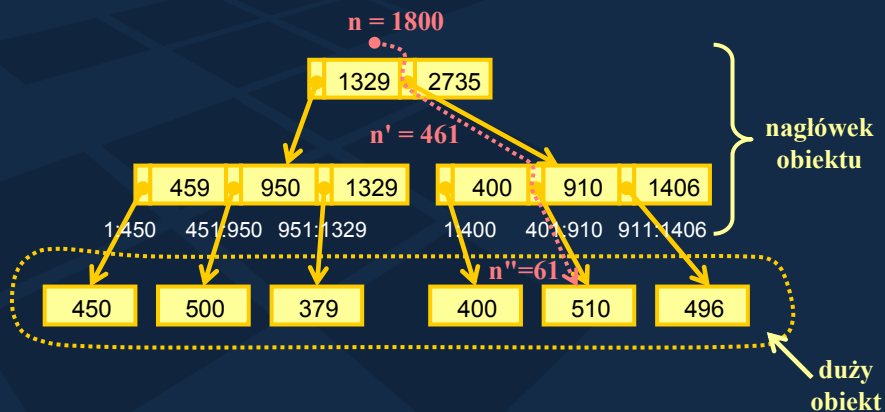 n = 1800
1329 2735
n' = 461
nagłówek
obiektu
459 950 1329 400 910 1406
1:450 451:950 951:1329 1:400 401:910 911:1406
n''=61
450 500 379 400 510 496
duży
obiekt